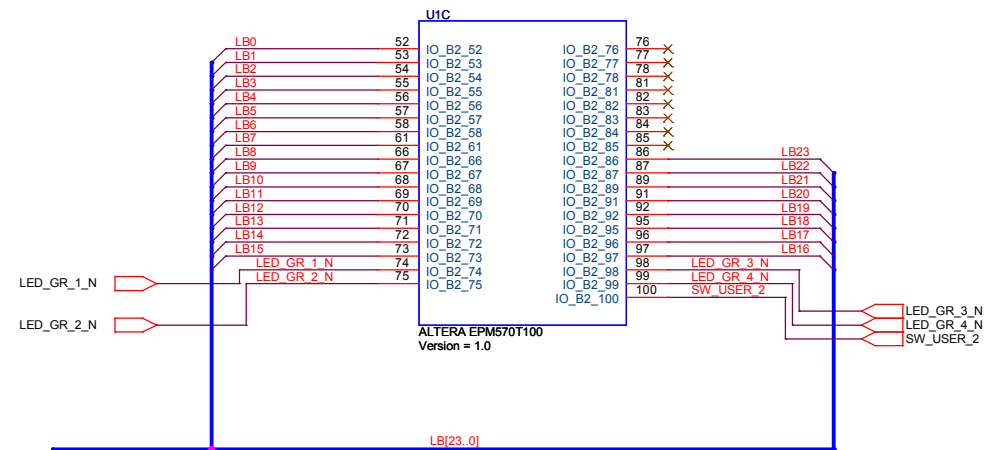 U1C
LB0 52 IO_B2_52 IO_B2_76 76
LB1 53 IO_B2_53 IO_B2_77 77
LB2 54 IO_B2_54 IO_B2_78 78
LB3 55 IO_B2_55 IO_B2_81 81
LB4 56 IO_B2_56 IO_B2_82 82
LB5 57 IO_B2_57 IO_B2_83 83
LB6 58 IO_B2_58 IO_B2_84 84
LB7 61 IO_B2_61 IO_B2_85 85
LB8 66 IO_B2_66 IO_B2_86 86 LB23
LB9 67 IO_B2_67 IO_B2_87 87 LB22
LB10 68 IO_B2_68 IO_B2_89 89 LB21
LB11 69 IO_B2_69 IO_B2_91 91 LB20
LB12 70 IO_B2_70 IO_B2_92 92 LB19
LB13 71 IO_B2_71 IO_B2_95 95 LB18
LB14 72 IO_B2_72 IO_B2_96 96 LB17
LB15 73 IO_B2_73 IO_B2_97 97 LB16
LED_GR_1_N 74 IO_B2_74 IO_B2_98 98 LED_GR_3_N
LED_GR_2_N 75 IO_B2_75 IO_B2_99 99 LED_GR_4_N
IO_B2_100 100 SW_USER_2
LED_GR_1_N
LED_GR_2_N
LED_GR_3_N
LED_GR_4_N
SW_USER_2
ALTERA EPM570T100
Version = 1.0
LB[23..0]